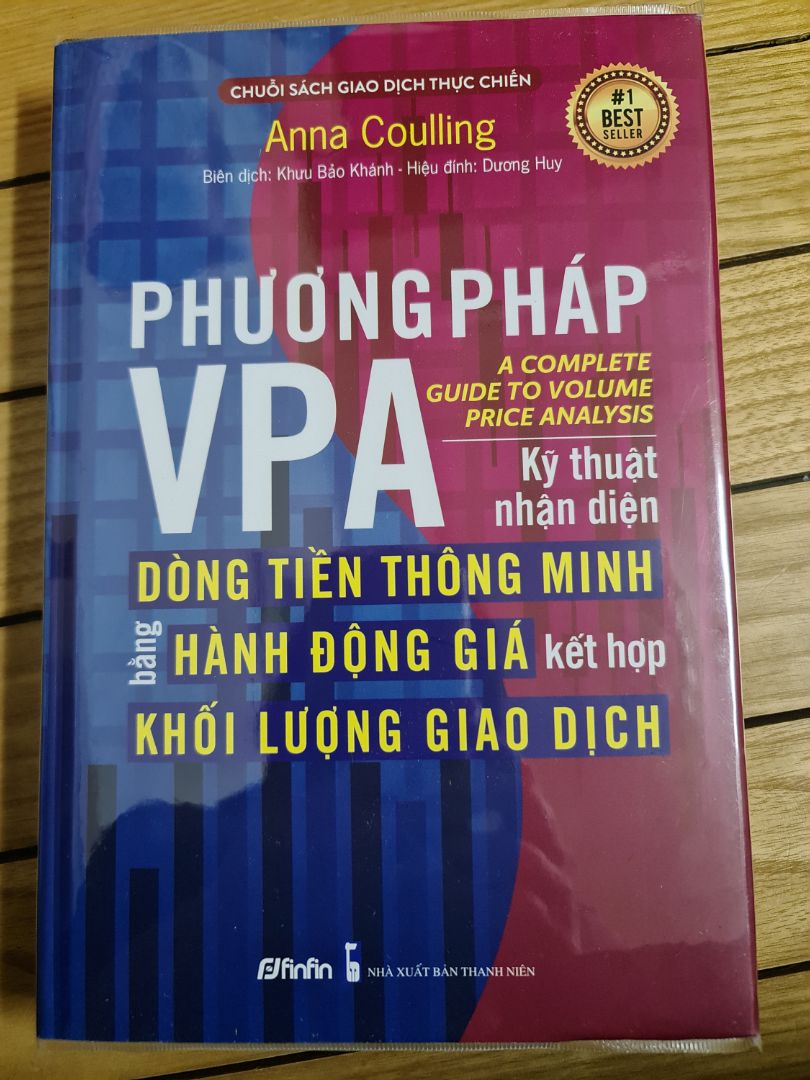 CHUỖI SÁCH GIAO DỊCH THỰC CHIẾN
#1
BEST
SELLER
Anna Coulling
Biên dịch: Khưu Bảo Khánh - Hiệu đính: Dương Huy
PHƯƠNG PHÁP
VPA
A COMPLETE
GUIDE TO VOLUME
PRICE ANALYSIS
Kỹ thuật
nhận diện
DÒNG TIỀN THÔNG MINH
bằng HÀNH ĐỘNG GIÁ kết hợp
KHỐI LƯỢNG GIAO DỊCH
finfin
NHÀ XUẤT BẢN THANH NIÊN